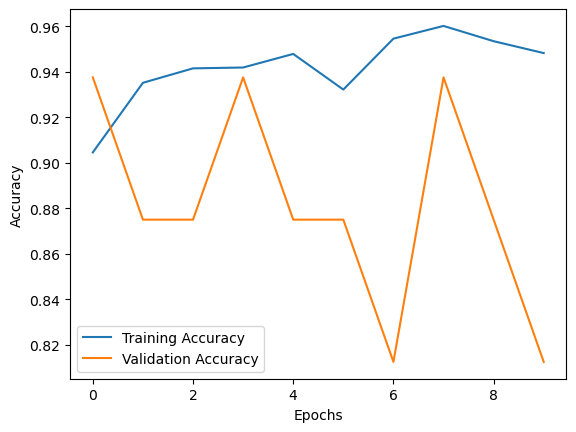 0.96
0.94
0.92
0.90
0.88
0.86
0.84
0.82
Accuracy
Training Accuracy
Validation Accuracy
0 2 4 6 8
Epochs